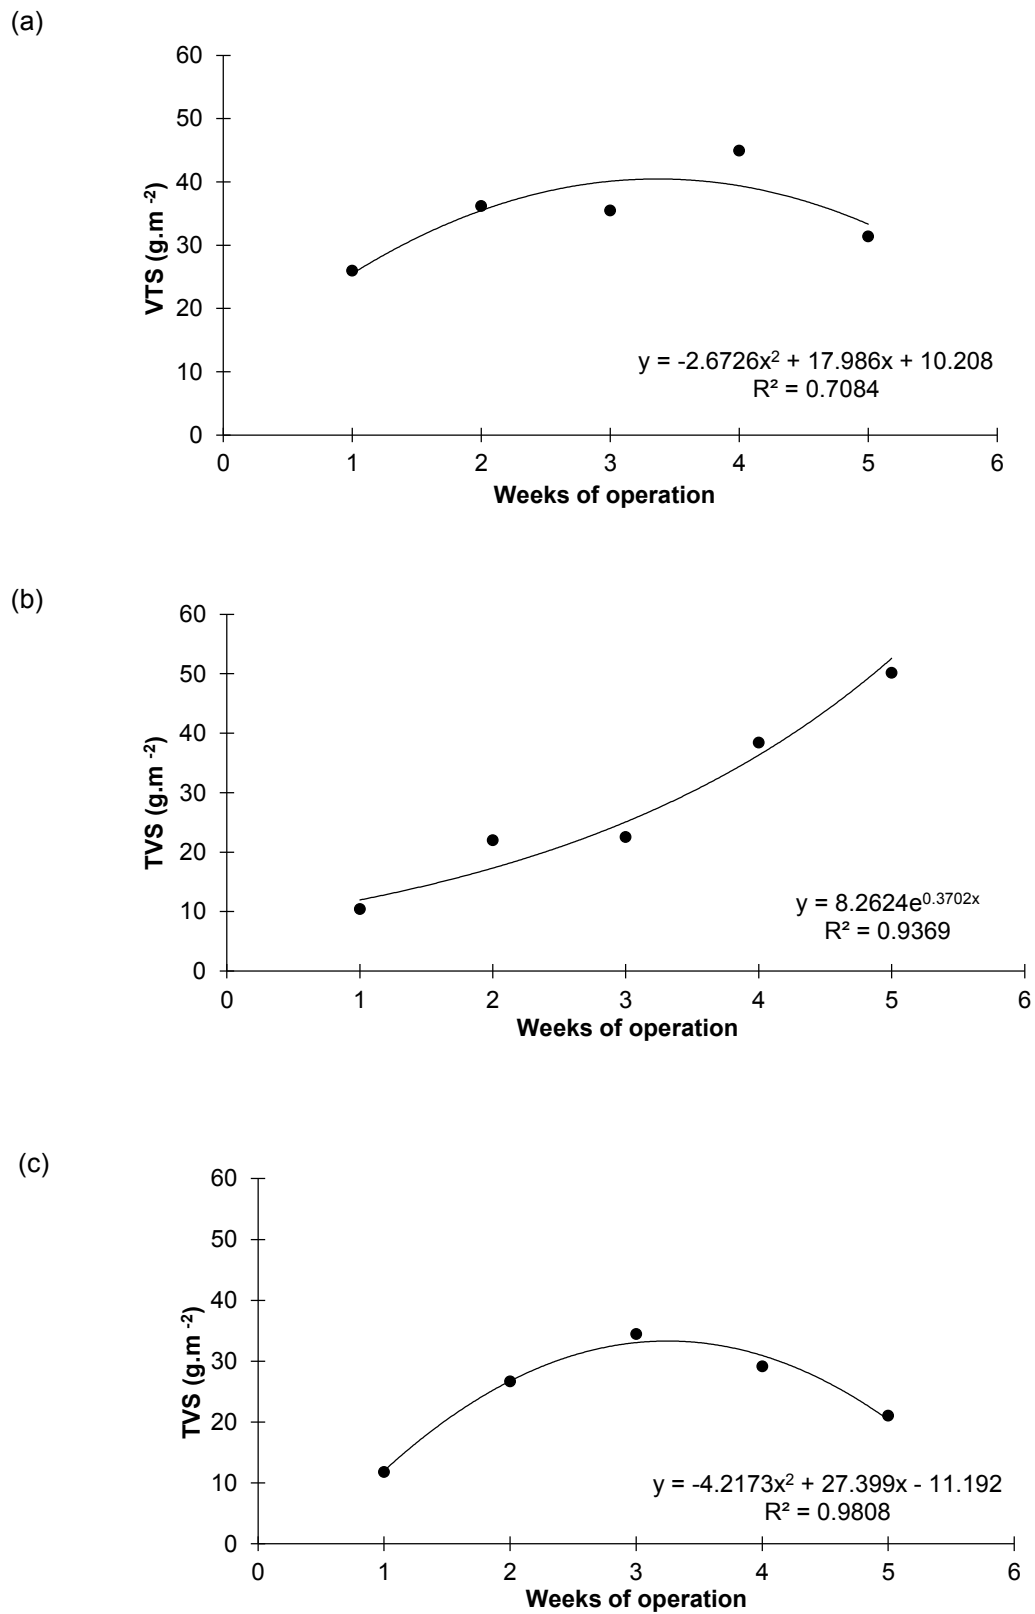 (a)
60
50
40
30
20
10
0
VTS (g.m -2)
y = -2.6726x² + 17.986x + 10.208
R² = 0.7084
0 1 2 3 4 5 6
Weeks of operation
(b)
60
50
40
30
20
10
0
TVS (g.m -2)
y = 8.2624e^0.3702x
R² = 0.9369
0 1 2 3 4 5 6
Weeks of operation
(c)
60
50
40
30
20
10
0
TVS (g.m -2)
y = -4.2173x² + 27.399x - 11.192
R² = 0.9808
0 1 2 3 4 5 6
Weeks of operation